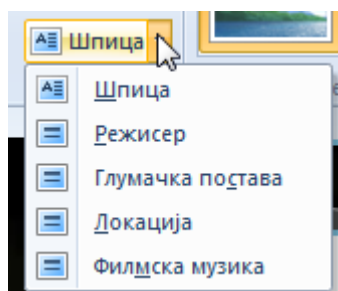 Шпица
Шпица
Режисер
Глумачка постава
Локација
Филмска музика